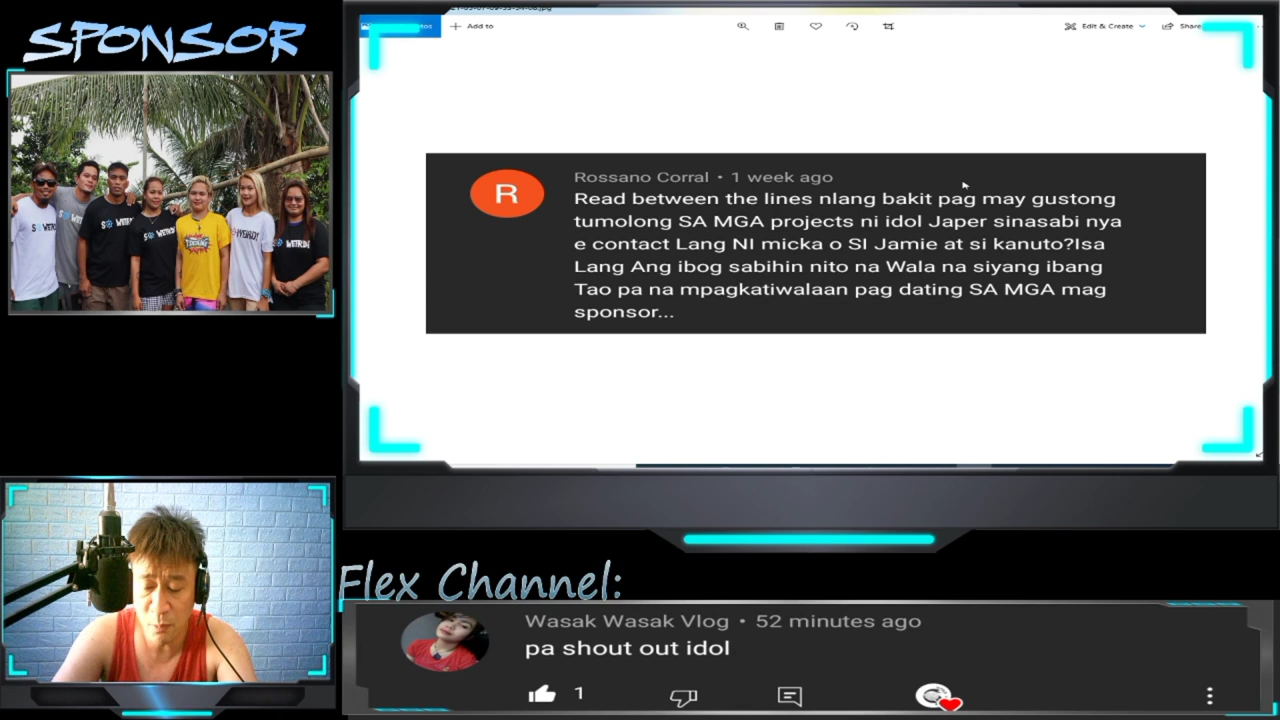 SPONSOR
Add to
Edit & Create
Share
Rossano Corral • 1 week ago
Read between the lines nlang bakit pag may gustong
tumolong SA MGA projects ni idol Japer sinasabi nya
e contact Lang NI micka o SI Jamie at si kanuto?Isa
Lang Ang ibog sabihin nito na Wala na siyang ibang
Tao pa na mpagkatiwalaan pag dating SA MGA mag
sponsor...
R
Flex Channel:
Wasak Wasak Vlog • 52 minutes ago
pa shout out idol
1